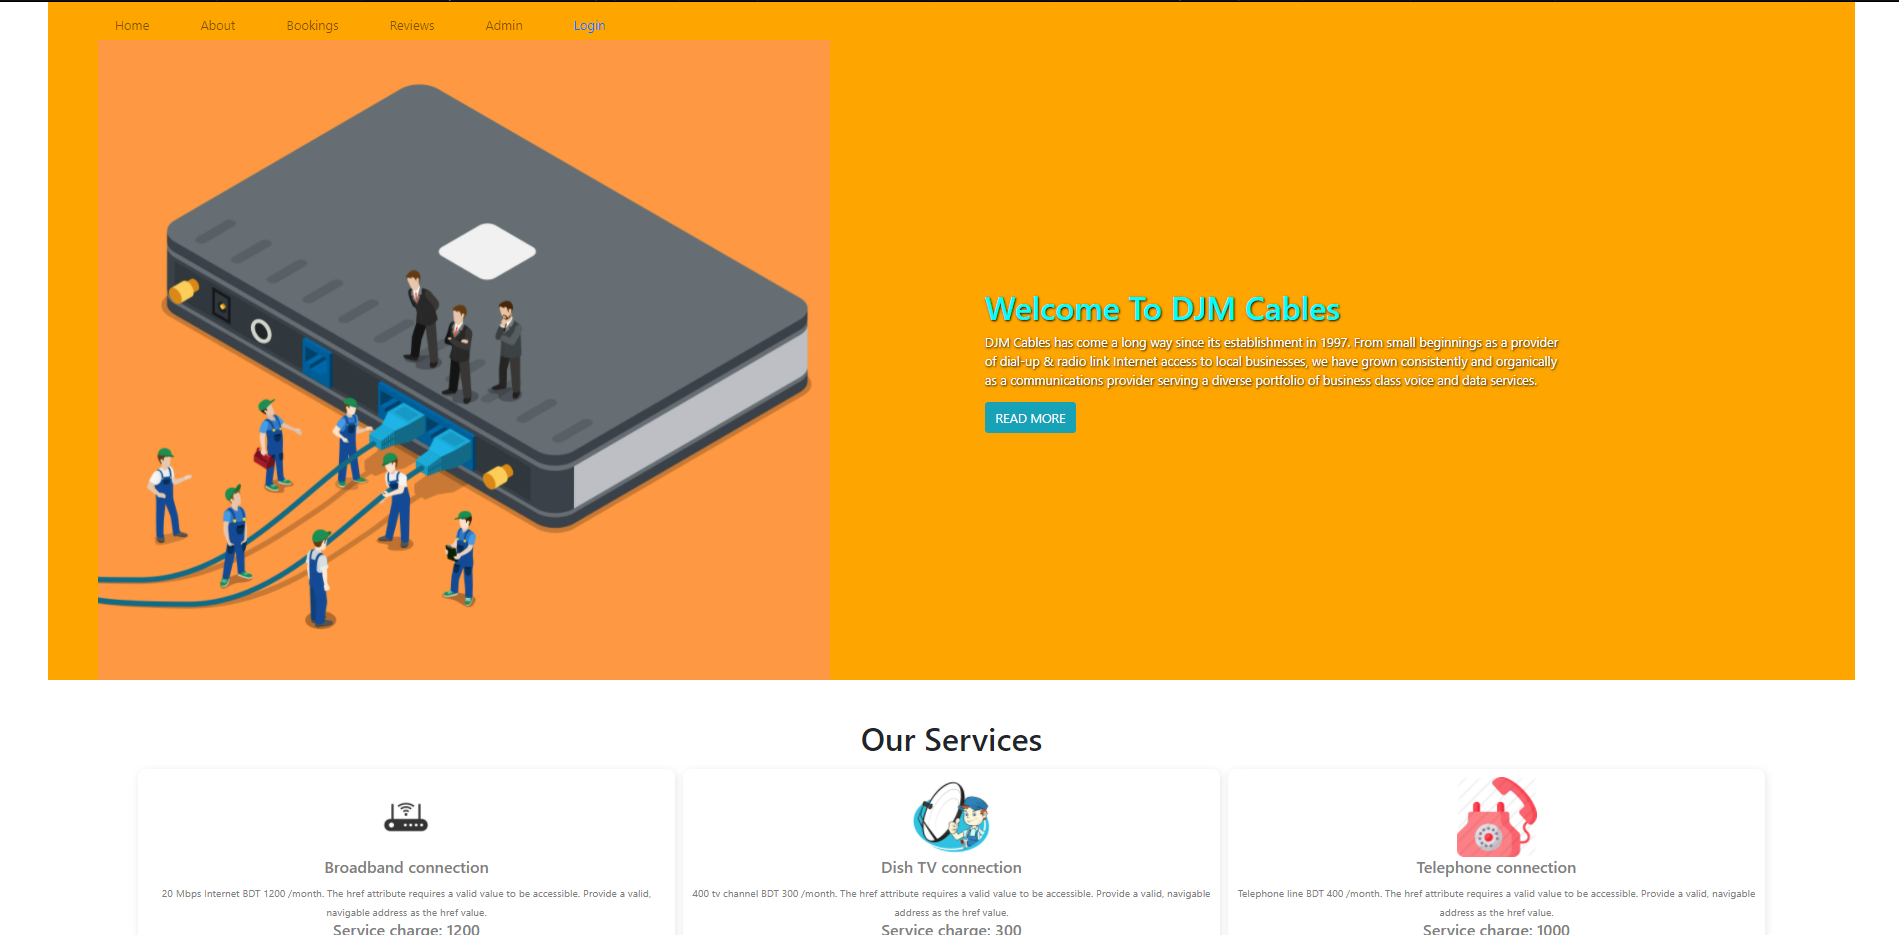 Home About Bookings Reviews Admin Login
Welcome To DJM Cables
DJM Cables has come a long way since its establishment in 1997. From small beginnings as a provider
of dial-up & radio link Internet access to local businesses, we have grown consistently and organically
as a communications provider serving a diverse portfolio of business class voice and data services.
READ MORE
Our Services
Broadband connection
20 Mbps Internet BDT 1200 /month. The href attribute requires a valid value to be accessible. Provide a valid,
navigable address as the href value.
Service charge: 1200
Dish TV connection
400 tv channel BDT 300 /month. The href attribute requires a valid value to be accessible. Provide a valid, navigable
address as the href value.
Service charge: 300
Telephone connection
Telephone line BDT 400 /month. The href attribute requires a valid value to be accessible. Provide a valid, navigable
address as the href value.
Service charge: 1000